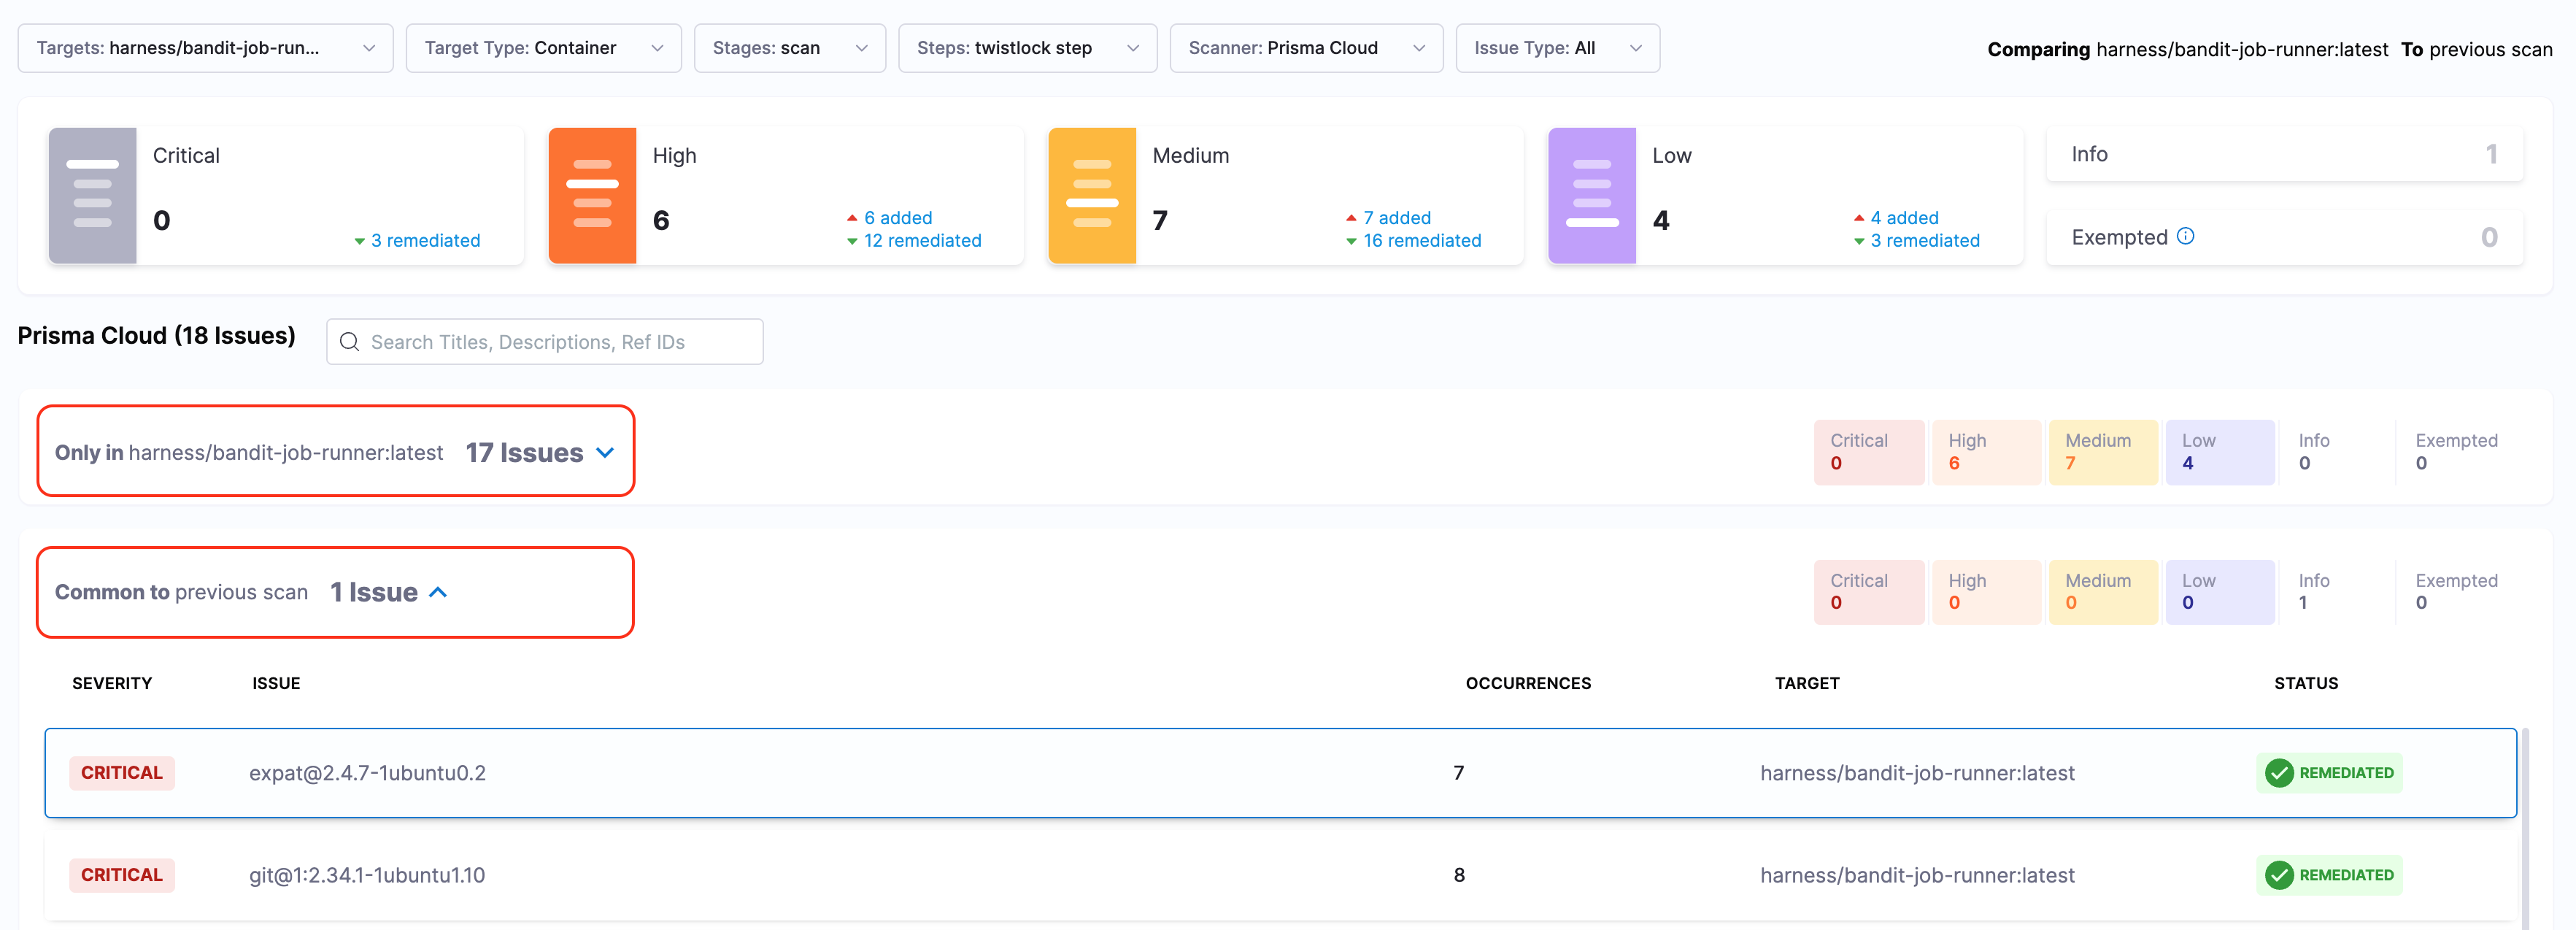 Targets: harness/bandit-job-run... Target Type: Container Stages: scan Steps: twistlock step Scanner: Prisma Cloud Issue Type: All Comparing harness/bandit-job-runner:latest To previous scan
Critical
0
3 remediated
High
6
6 added
12 remediated
Medium
7
7 added
16 remediated
Low
4
4 added
3 remediated
Info 1
Exempted 0
Prisma Cloud (18 Issues) Search Titles, Descriptions, Ref IDs
Only in harness/bandit-job-runner:latest 17 Issues
Critical High Medium Low Info Exempted
0 6 7 4 0 0
Common to previous scan 1 Issue
Critical High Medium Low Info Exempted
0 0 0 0 1 0
SEVERITY ISSUE OCCURRENCES TARGET STATUS
CRITICAL expat@2.4.7-1ubuntu0.2 7 harness/bandit-job-runner:latest REMEDIATED
CRITICAL git@1:2.34.1-1ubuntu1.10 8 harness/bandit-job-runner:latest REMEDIATED